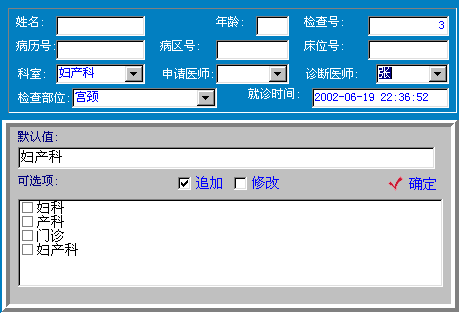 姓名: 年龄: 检查号: 3
病历号: 病区号: 床位号:
科室: 妇产科 申请医师: 诊断医师: 张
检查部位: 宫颈 就诊时间: 2002-06-19 22:36:52
默认值:
妇产科
可选项: 追加 修改 确定
妇科
产科
门诊
妇产科